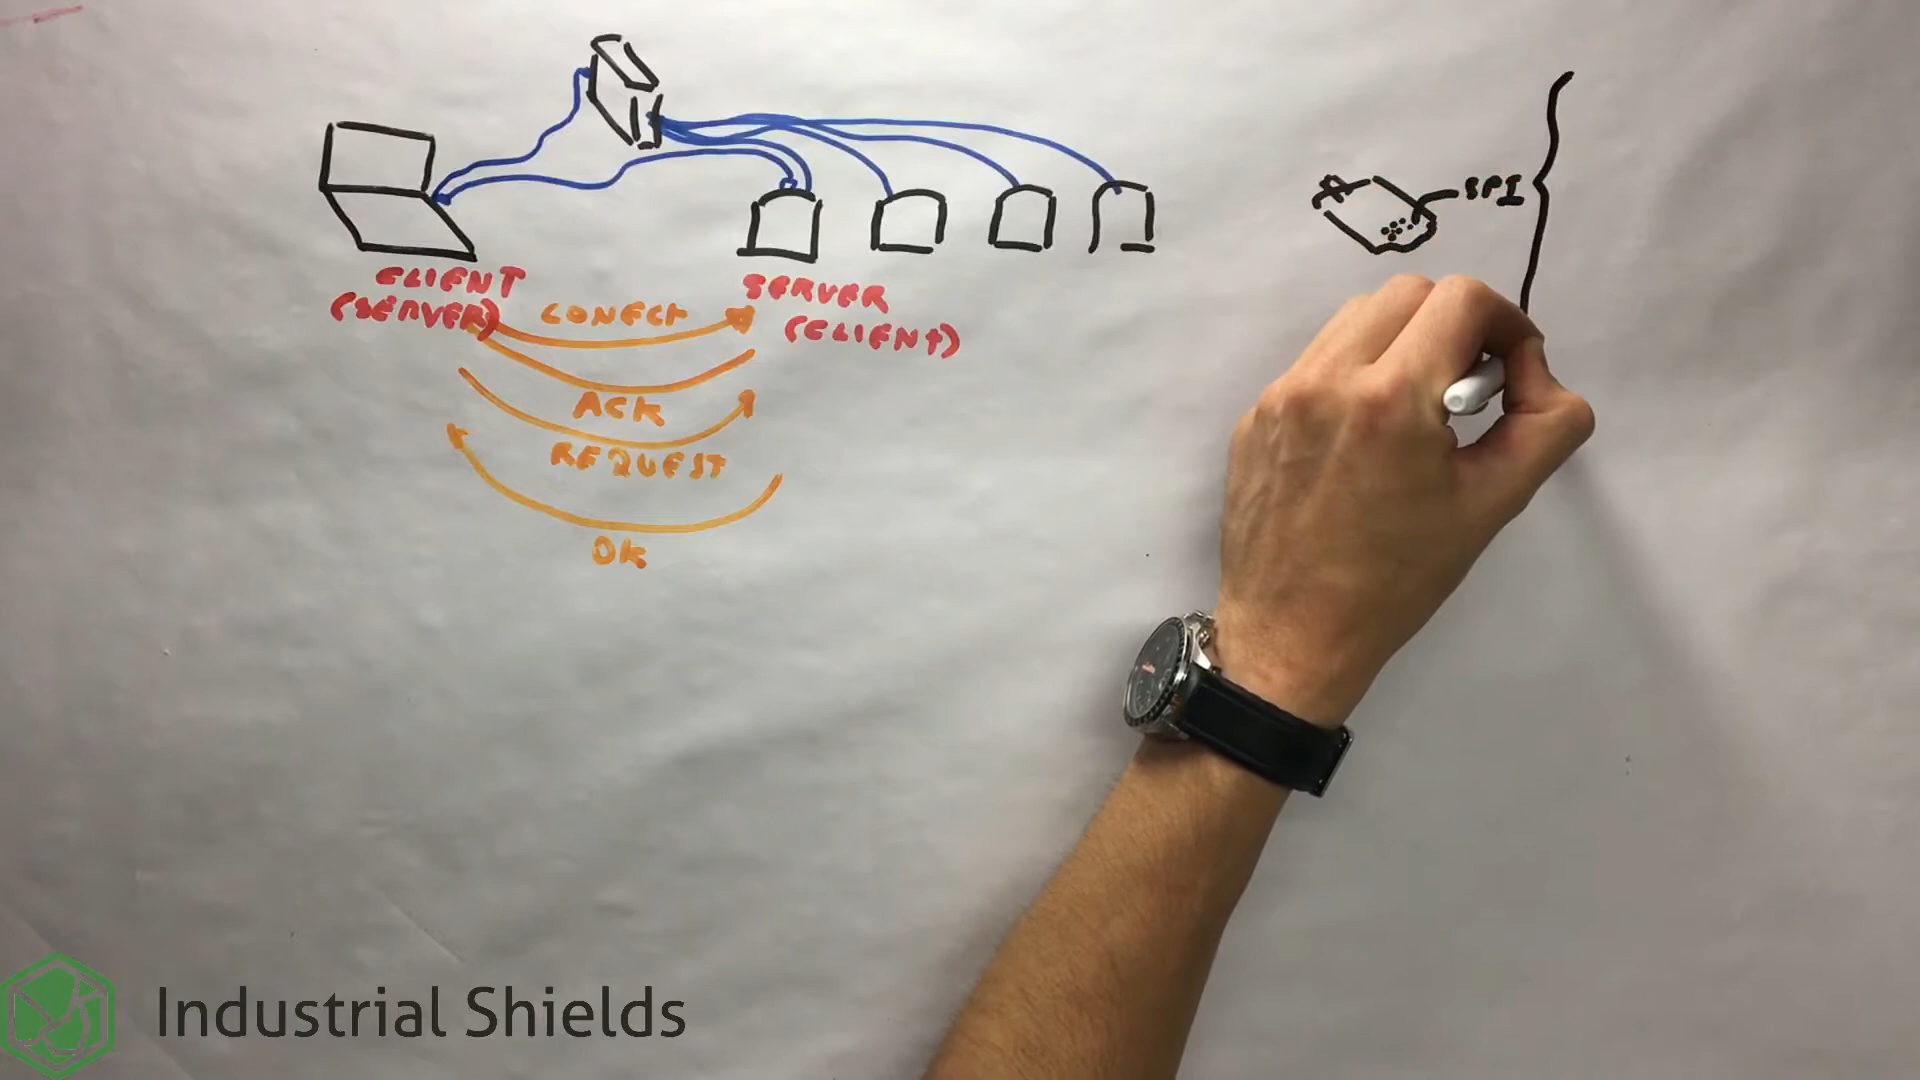 SPI
CLIENT
(SERVER)
CONECT
SERVER
(CLIENT)
ACK
REQUEST
OK
Industrial Shields